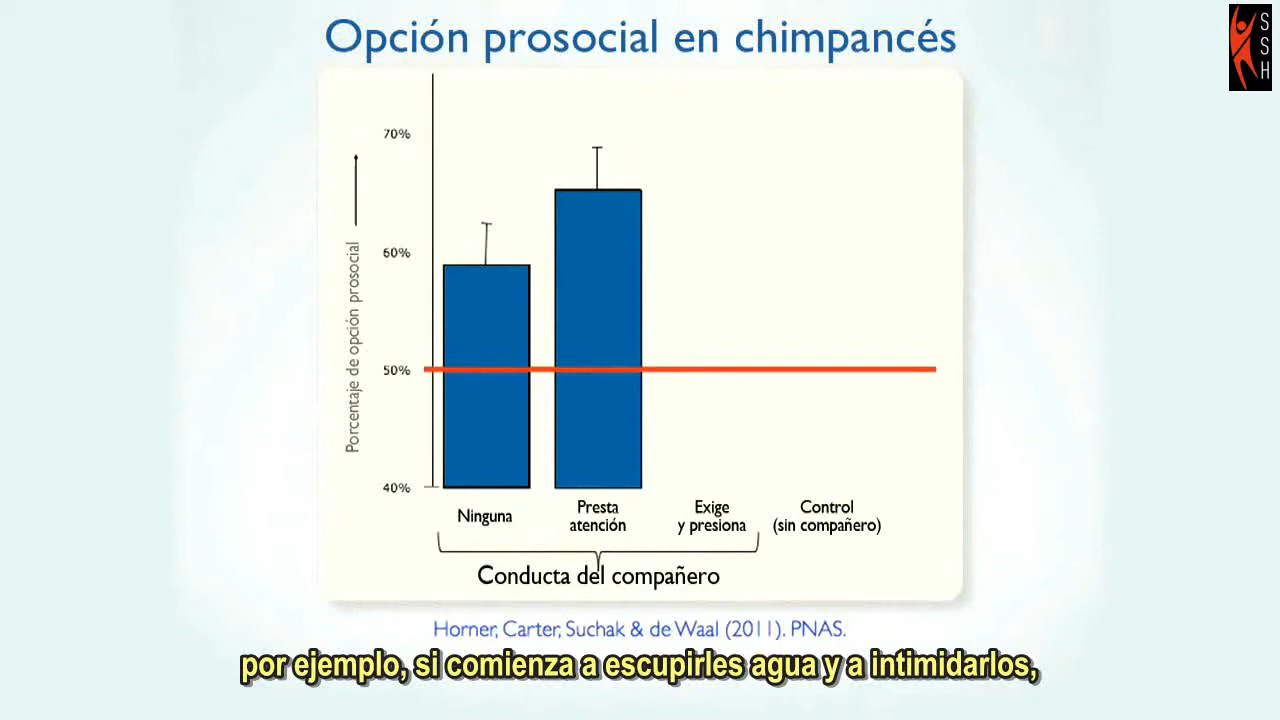 Opción prosocial en chimpancés
S
S
H
70%
60%
50%
40%
Porcentaje de opción prosocial
Ninguna
Presta
atención
Exige
y presiona
Control
(sin compañero)
Conducta del compañero
Horner, Carter, Suchak & de Waal (2011). PNAS.
por ejemplo, si comienza a escupirles agua y a intimidarlos,